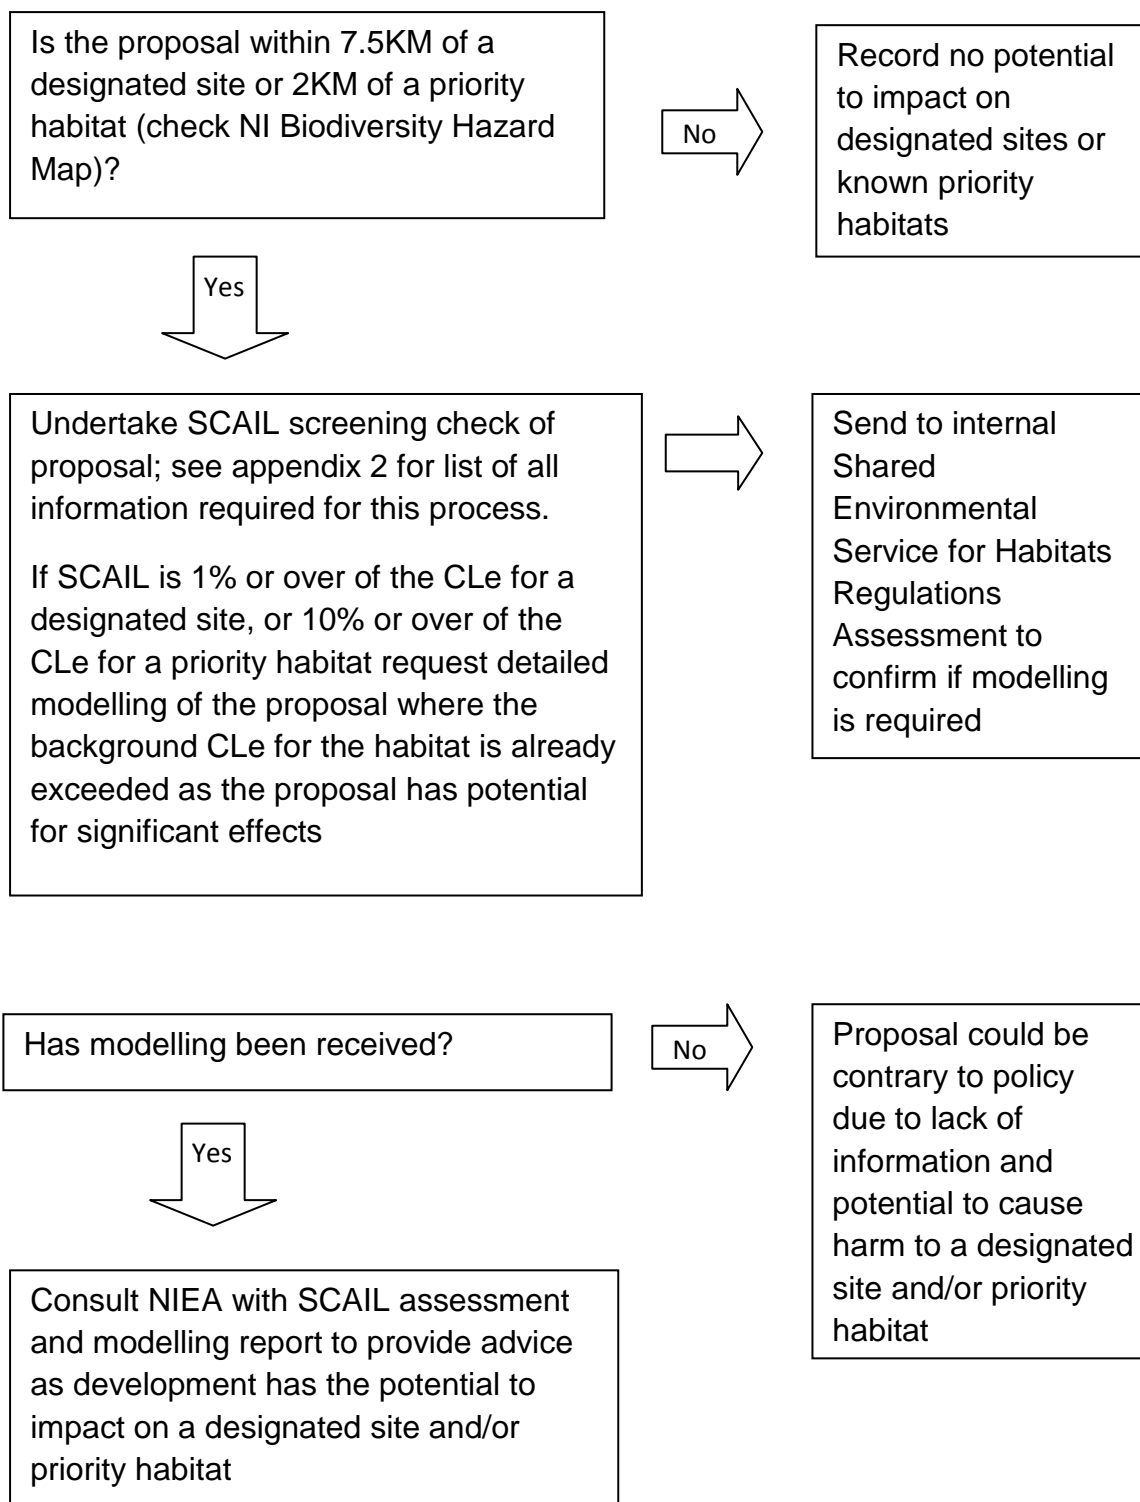 Is the proposal within 7.5KM of a
designated site or 2KM of a priority
habitat (check NI Biodiversity Hazard
Map)?
No
Record no potential
to impact on
designated sites or
known priority
habitats
Yes
Undertake SCAIL screening check of
proposal; see appendix 2 for list of all
information required for this process.
If SCAIL is 1% or over of the CLe for a
designated site, or 10% or over of the
CLe for a priority habitat request detailed
modelling of the proposal where the
background CLe for the habitat is already
exceeded as the proposal has potential
for significant effects
Send to internal
Shared
Environmental
Service for Habitats
Regulations
Assessment to
confirm if modelling
is required
Has modelling been received?
No
Proposal could be
contrary to policy
due to lack of
information and
potential to cause
harm to a designated
site and/or priority
habitat
Yes
Consult NIEA with SCAIL assessment
and modelling report to provide advice
as development has the potential to
impact on a designated site and/or
priority habitat